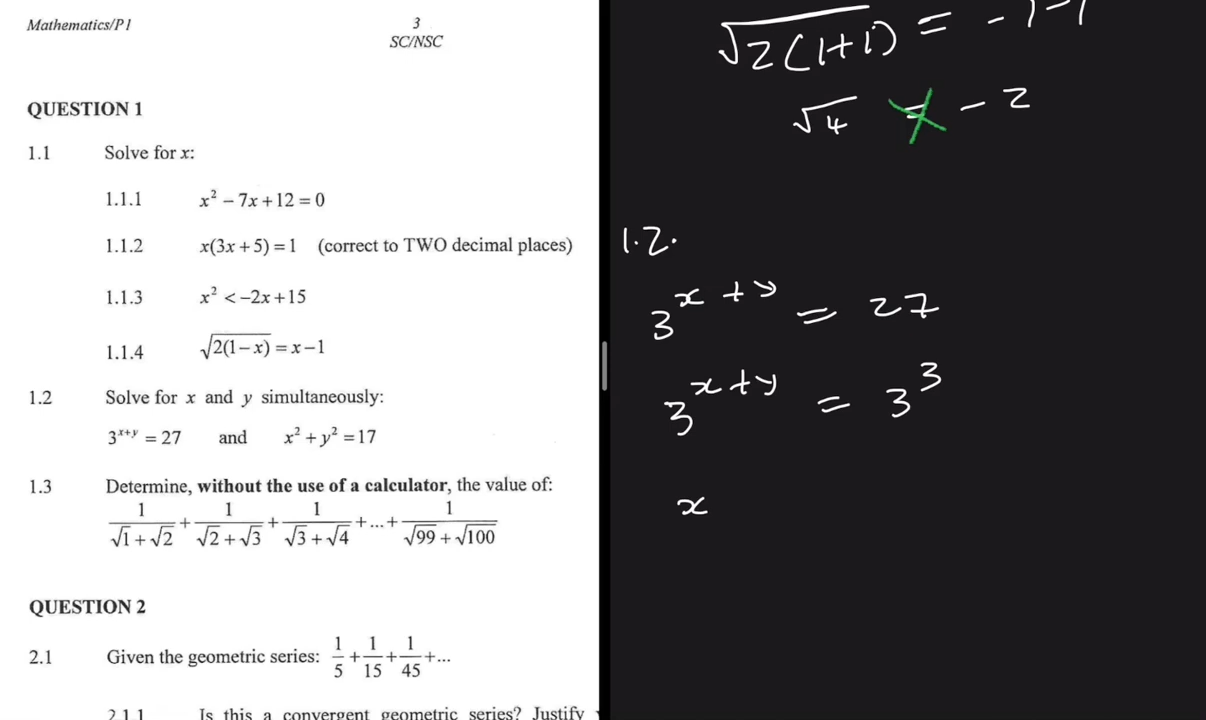 Mathematics/P1
3
SC/NSC
QUESTION 1
1.1 Solve for x:
1.1.1 x² – 7x + 12 = 0
1.1.2 x(3x + 5) = 1 (correct to TWO decimal places)
1.1.3 x² < –2x + 15
1.1.4 √(2(1 – x)) = x – 1
1.2 Solve for x and y simultaneously:
3^(x+y) = 27 and x² + y² = 17
1.3 Determine, without the use of a calculator, the value of:
1/(√1 + √2) + 1/(√2 + √3) + 1/(√3 + √4) + ... + 1/(√99 + √100)
QUESTION 2
2.1 Given the geometric series: 1/5 + 1/15 + 1/45 + ...
2.1.1 Is this a convergent geometric series? Justify
√(2(1+1)) = -1-1
√4 = -2
1.2.
3^(x+y) = 27
3^(x+y) = 3^3
x